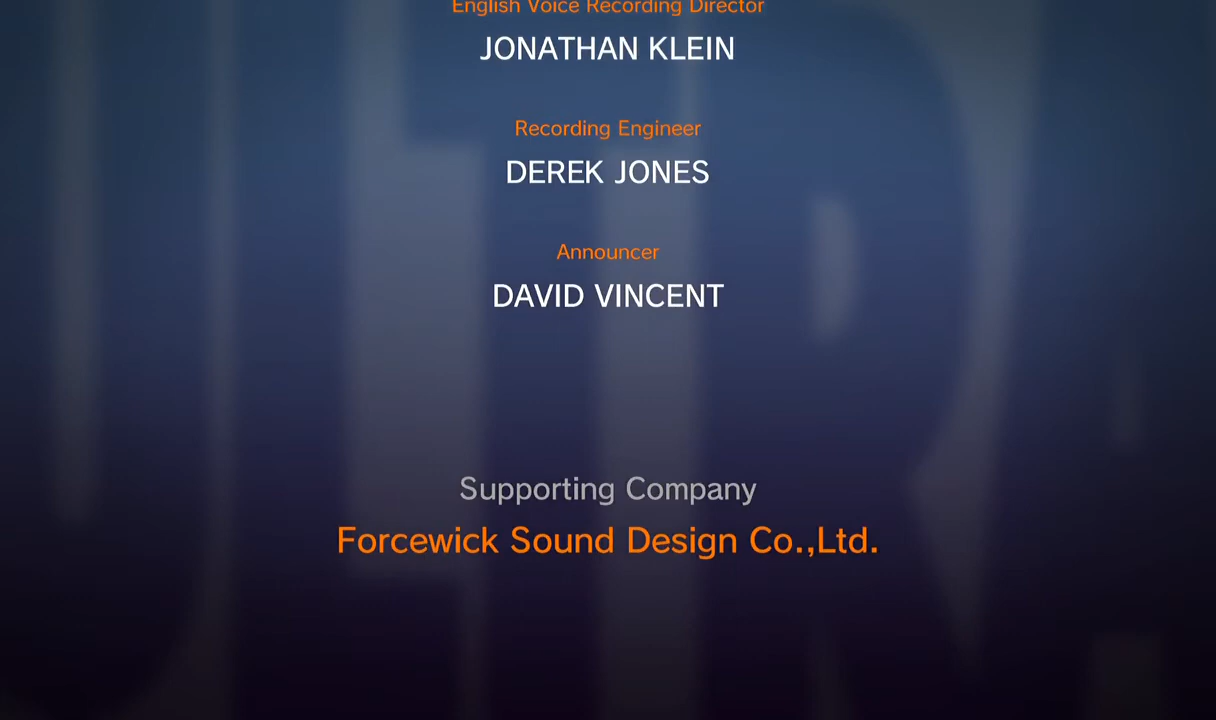 English Voice Recording Director
JONATHAN KLEIN
Recording Engineer
DEREK JONES
Announcer
DAVID VINCENT
Supporting Company
Forcewick Sound Design Co.,Ltd.